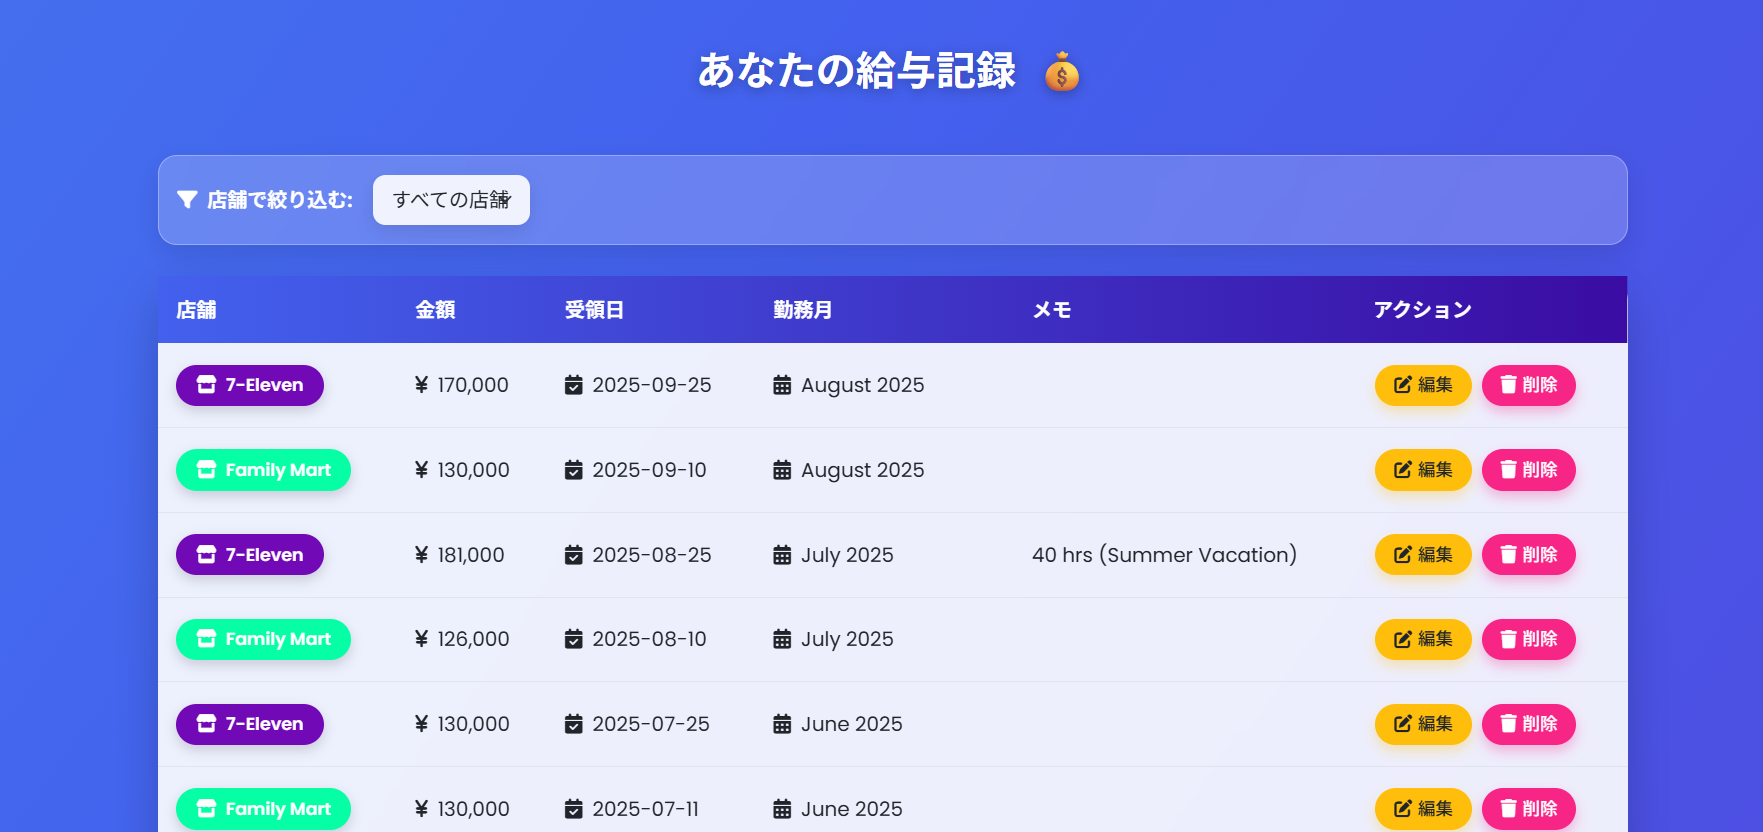 あなたの給与記録
店舗で絞り込む: すべての店舗
店舗 金額 受領日 勤務月 メモ アクション
7-Eleven ¥ 170,000 2025-09-25 August 2025 編集 削除
Family Mart ¥ 130,000 2025-09-10 August 2025 編集 削除
7-Eleven ¥ 181,000 2025-08-25 July 2025 40 hrs (Summer Vacation) 編集 削除
Family Mart ¥ 126,000 2025-08-10 July 2025 編集 削除
7-Eleven ¥ 130,000 2025-07-25 June 2025 編集 削除
Family Mart ¥ 130,000 2025-07-11 June 2025 編集 削除